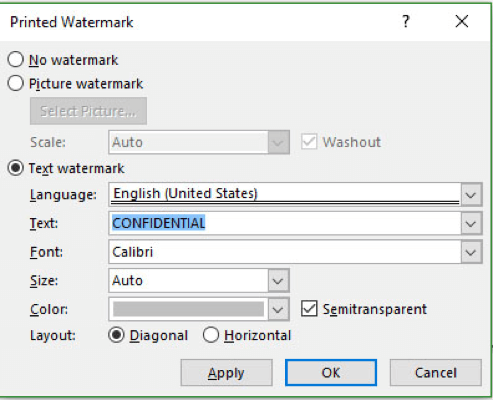 Printed Watermark ? X
No watermark
Picture watermark
Select Picture...
Scale: Auto Washout
Text watermark
Language: English (United States)
Text: CONFIDENTIAL
Font: Calibri
Size: Auto
Color: Semitransparent
Layout: Diagonal Horizontal
Apply OK Cancel